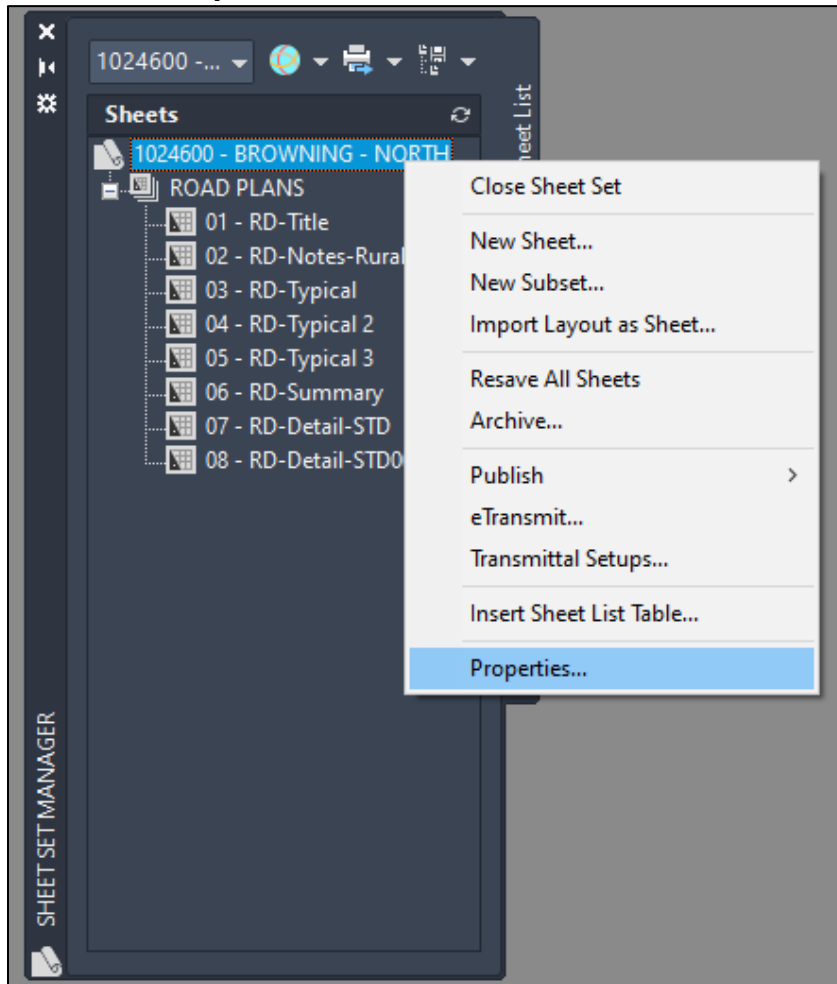 1024600 -...
Sheets
1024600 - BROWNING - NORTH
ROAD PLANS
01 - RD-Title
02 - RD-Notes-Rural
03 - RD-Typical
04 - RD-Typical 2
05 - RD-Typical 3
06 - RD-Summary
07 - RD-Detail-STD
08 - RD-Detail-STD0
eet List
Close Sheet Set
New Sheet...
New Subset...
Import Layout as Sheet...
Resave All Sheets
Archive...
Publish
eTransmit...
Transmittal Setups...
Insert Sheet List Table...
Properties...
SHEET SET MANAGER